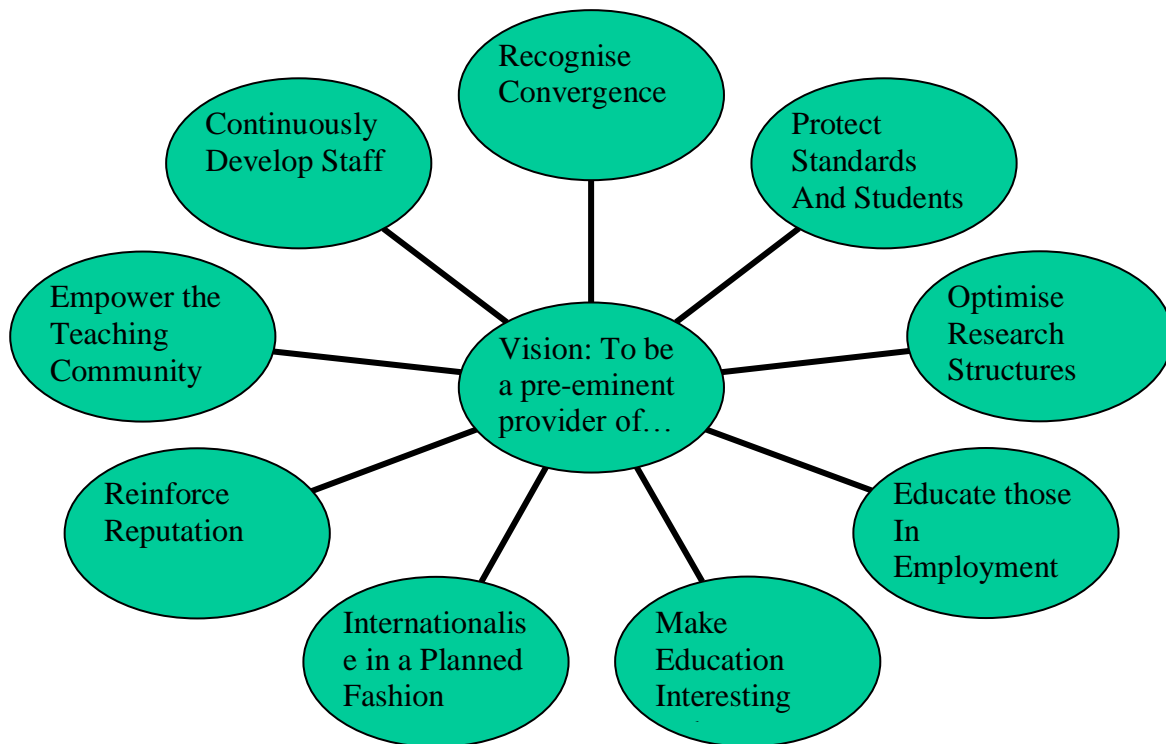 Recognise
Convergence
Protect
Standards
And Students
Optimise
Research
Structures
Educate those
In
Employment
Make
Education
Interesting
Internationalis
e in a Planned
Fashion
Reinforce
Reputation
Empower the
Teaching
Community
Continuously
Develop Staff
Vision: To be
a pre-eminent
provider of…